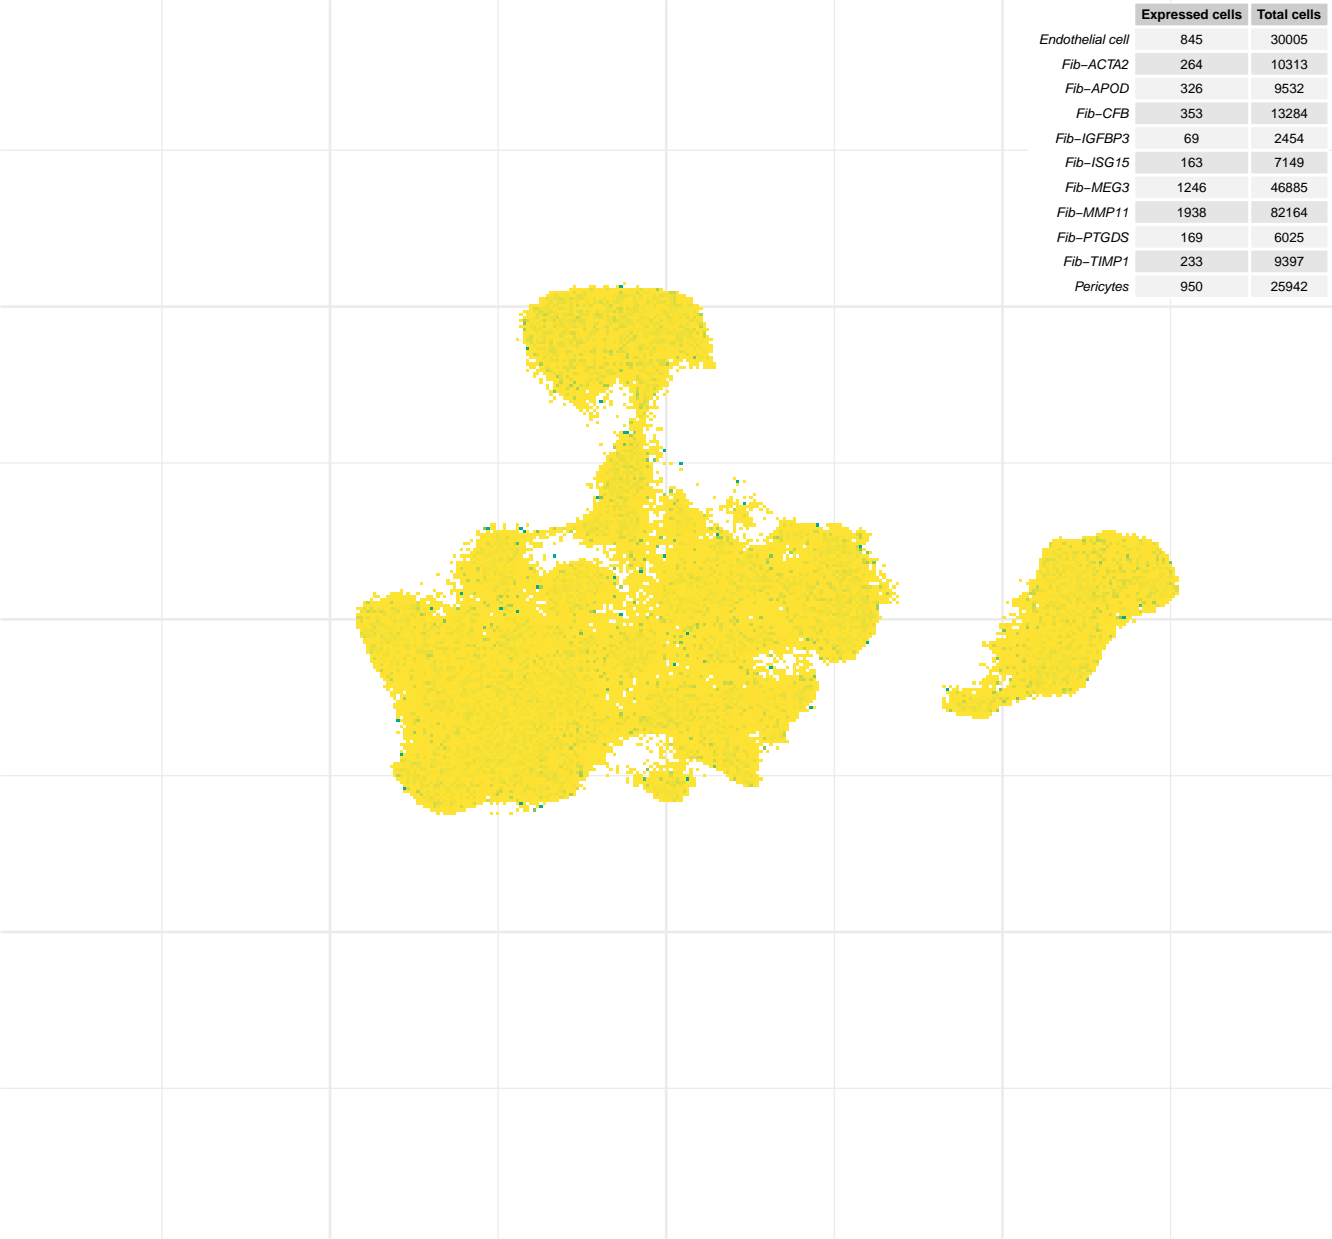 Expressed cells Total cells
Endothelial cell 845 30005
Fib−ACTA2 264 10313
Fib−APOD 326 9532
Fib−CFB 353 13284
Fib−IGFBP3 69 2454
Fib−ISG15 163 7149
Fib−MEG3 1246 46885
Fib−MMP11 1938 82164
Fib−PTGDS 169 6025
Fib−TIMP1 233 9397
Pericytes 950 25942